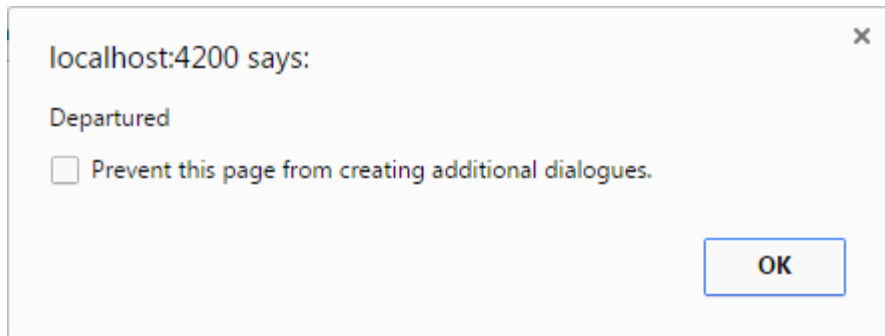 localhost:4200 says:
Departured
Prevent this page from creating additional dialogues.
OK